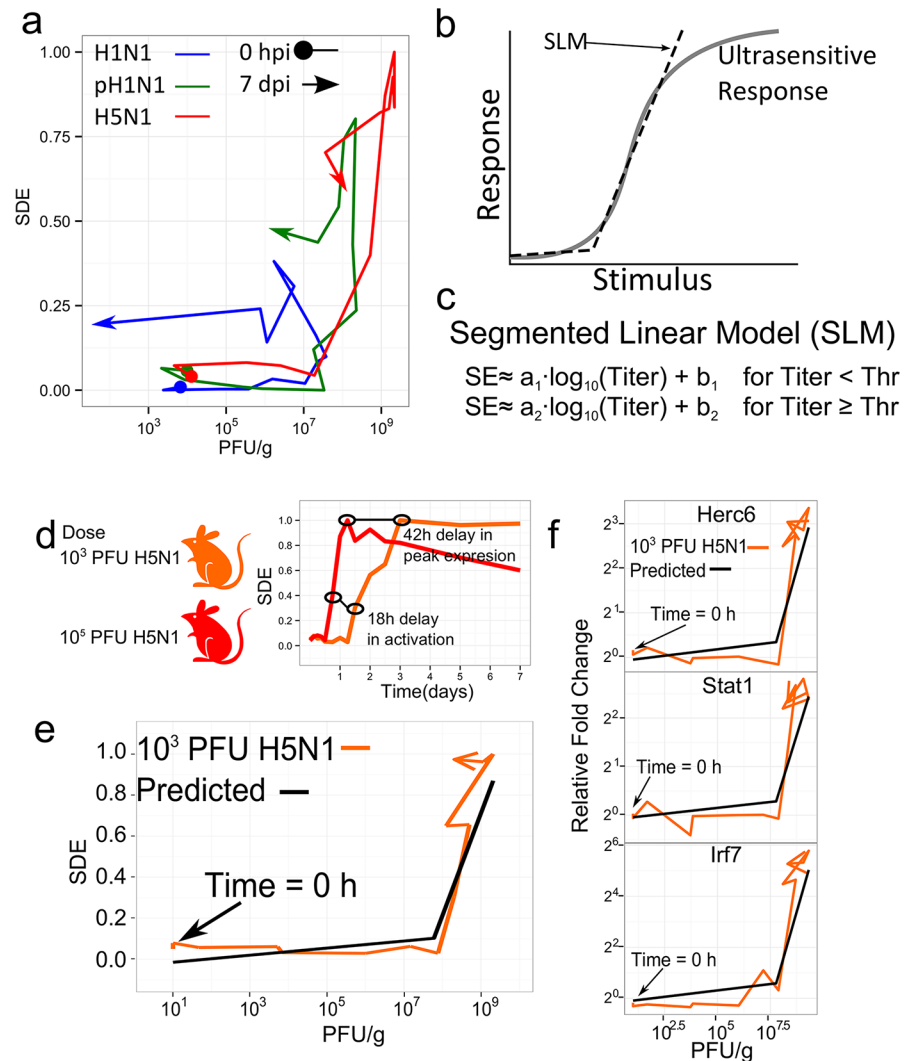 a
H1N1
pH1N1
H5N1
0 hpi
7 dpi
1.00
0.75
0.50
0.25
0.00
SDE
10³ 10⁵ 10⁷ 10⁹
PFU/g
b
SLM
Ultrasensitive
Response
Response
Stimulus
c
Segmented Linear Model (SLM)
SE≈ a₁·log₁₀(Titer) + b₁ for Titer < Thr
SE≈ a₂·log₁₀(Titer) + b₂ for Titer ≥ Thr
d
Dose
10³ PFU H5N1
10⁵ PFU H5N1
1.0
0.8
0.6
0.4
0.2
0.0
SDE
42h delay in
peak expresion
18h delay
in activation
1 2 3 4 5 6 7
Time(days)
e
10³ PFU H5N1
Predicted
Time = 0 h
1.0
0.8
0.6
0.4
0.2
0.0
SDE
10¹ 10³ 10⁵ 10⁷ 10⁹
PFU/g
f
Herc6
10³ PFU H5N1
Predicted
Time = 0 h
2³
2²
2¹
2⁰
Relative Fold Change
Stat1
Time = 0 h
2²
2¹
2⁰
Irf7
Time = 0 h
2⁶
2⁴
2²
2⁰
10²·⁵ 10⁵ 10⁷·⁵
PFU/g